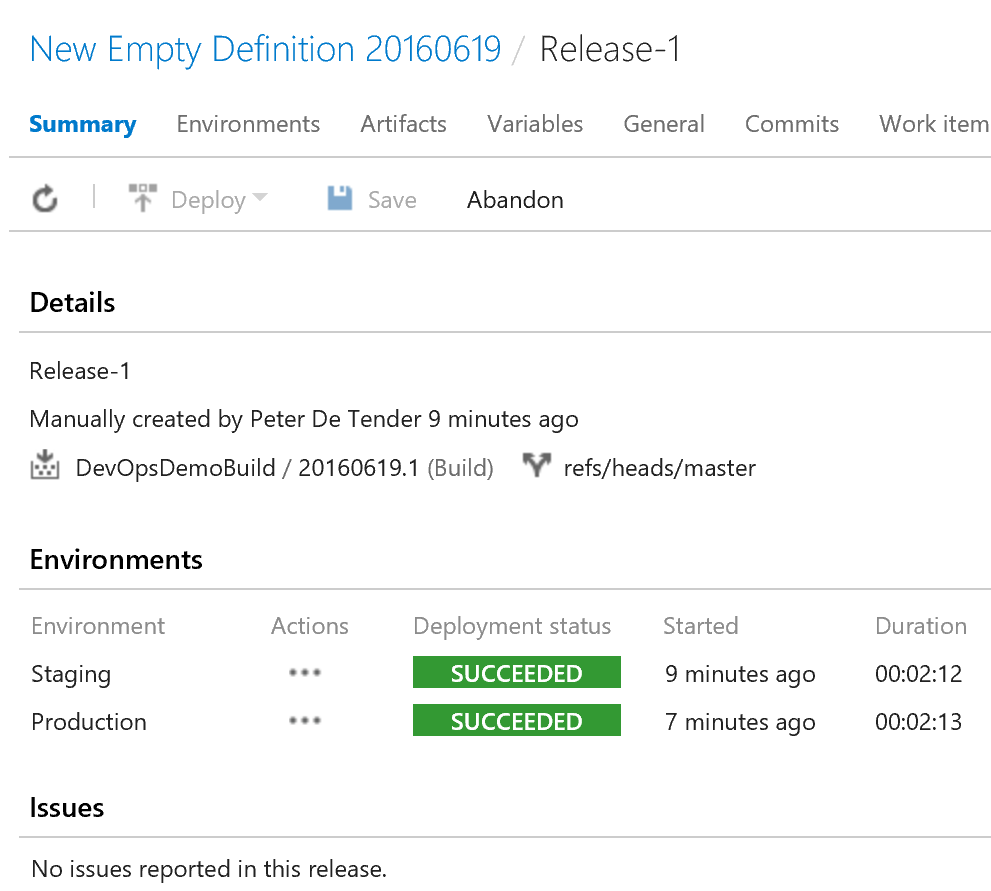 New Empty Definition 20160619 / Release-1
Summary Environments Artifacts Variables General Commits Work item
Deploy Save Abandon
Details
Release-1
Manually created by Peter De Tender 9 minutes ago
DevOpsDemoBuild / 20160619.1 (Build) refs/heads/master
Environments
Environment Actions Deployment status Started Duration
Staging ••• SUCCEEDED 9 minutes ago 00:02:12
Production ••• SUCCEEDED 7 minutes ago 00:02:13
Issues
No issues reported in this release.